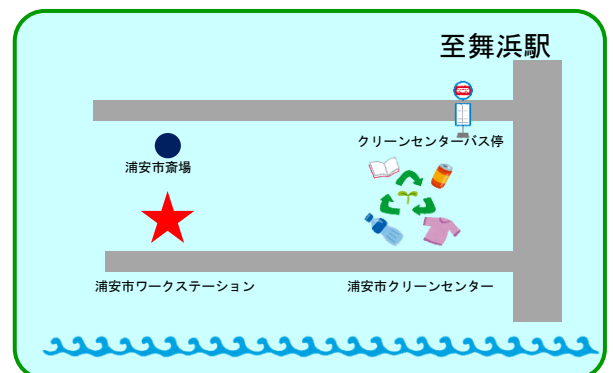 至舞浜駅
クリーンセンターバス停
浦安市斎場
浦安市ワークステーション
浦安市クリーンセンター